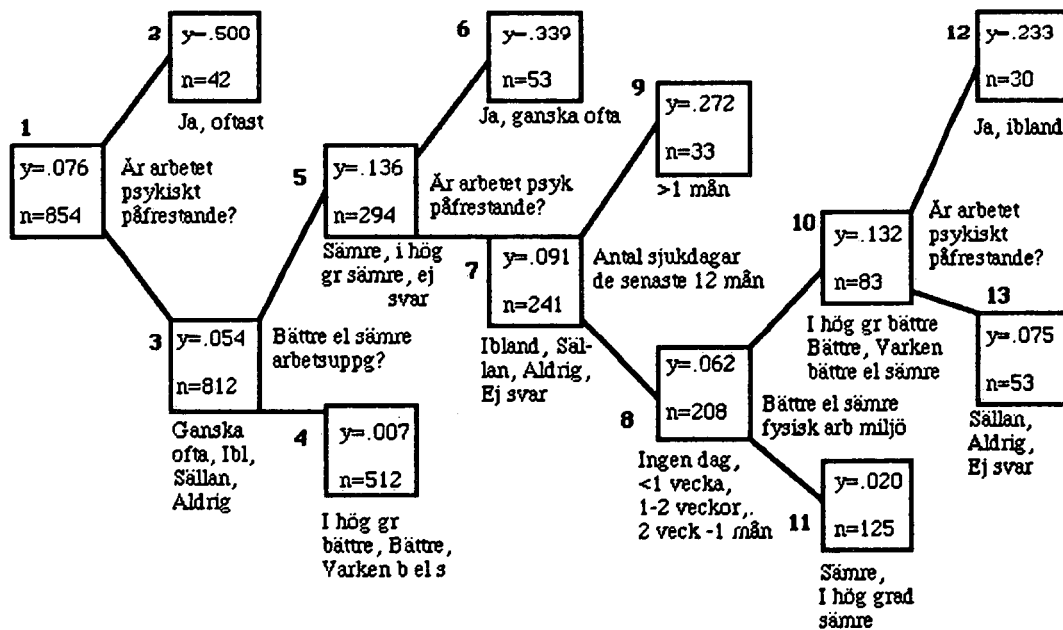 1
y=.076
n=854
Är arbetet
psykiskt
påfrestande?
2
y=.500
n=42
Ja, oftast
3
y=.054
n=812
Ganska
ofta, Ibl,
Sällan,
Aldrig
Bättre el sämre
arbetsuppg?
4
y=.007
n=512
I hög gr
bättre, Bättre,
Varken b el s
5
y=.136
n=294
Sämre, i hög
gr sämre, ej
svar
Är arbetet psyk
påfrestande?
6
y=.339
n=53
Ja, ganska ofta
7
y=.091
n=241
Ibland, Säl-
lan, Aldrig,
Ej svar
Antal sjukdagar
de senaste 12 mån
8
y=.062
n=208
Ingen dag,
<1 vecka,
1-2 veckor,.
2 veck -1 mån
Bättre el sämre
fysisk arb miljö
9
y=.272
n=33
>1 mån
10
y=.132
n=83
I hög gr bättre
Bättre, Varken
bättre el sämre
Är arbetet
psykiskt
påfrestande?
11
y=.020
n=125
Sämre,
I hög grad
sämre
12
y=.233
n=30
Ja, ibland
13
y=.075
n=53
Sällan,
Aldrig,
Ej svar